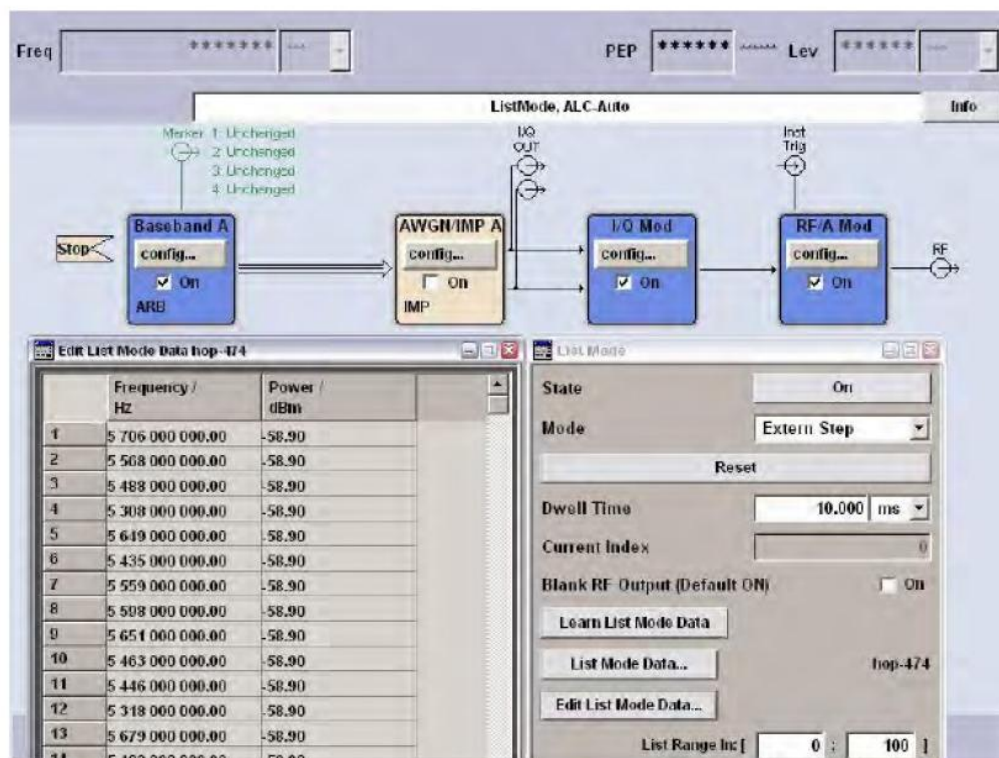 Freq ******* --- PEP ****** Lev ****** ---
ListMode, ALC-Auto Info
Marker 1: Unchanged
2: Unchanged
3: Unchanged
4: Unchanged
I/Q OUT
Inst Trig
Stop
Baseband A
config...
On
ARB
AWGN/IMP A
config...
On
IMP
I/Q Mod
config...
On
RF/A Mod
config...
On
RF
Edit List Mode Data hop-474
Frequency / Hz Power / dBm
1 5 706 000 000.00 -58.90
2 5 568 000 000.00 -58.90
3 5 488 000 000.00 -58.90
4 5 308 000 000.00 -58.90
5 5 649 000 000.00 -58.90
6 5 435 000 000.00 -58.90
7 5 559 000 000.00 -58.90
8 5 598 000 000.00 -58.90
9 5 651 000 000.00 -58.90
10 5 463 000 000.00 -58.90
11 5 446 000 000.00 -58.90
12 5 318 000 000.00 -58.90
13 5 679 000 000.00 -58.90
List Mode
State On
Mode Extern Step
Reset
Dwell Time 10.000 ms
Current Index 0
Blank RF Output (Default ON) On
Learn List Mode Data
List Mode Data... hop-474
Edit List Mode Data...
List Range In: [ 0 : 100 ]